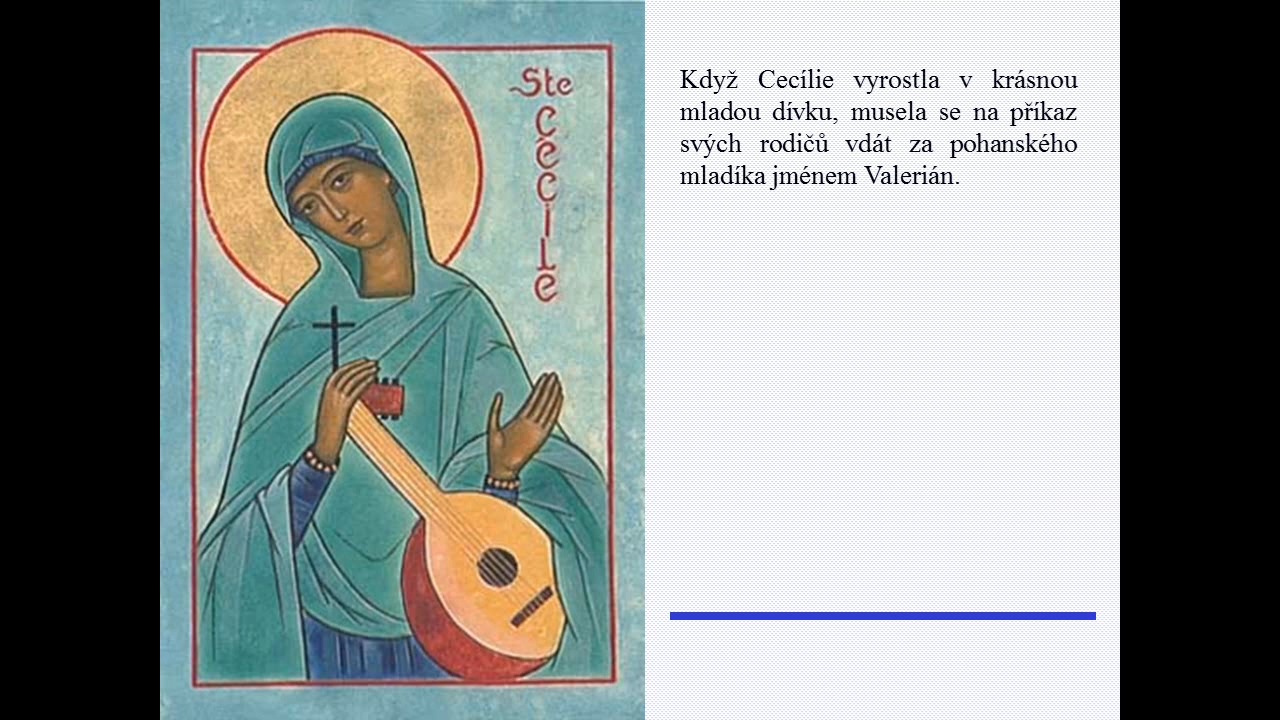 Ste
Cecile
Když Cecílie vyrostla v krásnou
mladou dívku, musela se na příkaz
svých rodičů vdát za pohanského
mladíka jménem Valerián.